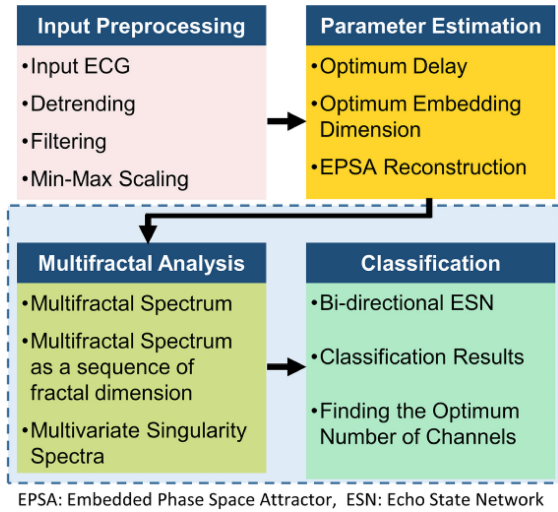 Input Preprocessing
•Input ECG
•Detrending
•Filtering
•Min-Max Scaling
Parameter Estimation
•Optimum Delay
•Optimum Embedding
Dimension
•EPSA Reconstruction
Multifractal Analysis
•Multifractal Spectrum
•Multifractal Spectrum
as a sequence of
fractal dimension
•Multivariate Singularity
Spectra
Classification
•Bi-directional ESN
•Classification Results
•Finding the Optimum
Number of Channels
EPSA: Embedded Phase Space Attractor, ESN: Echo State Network